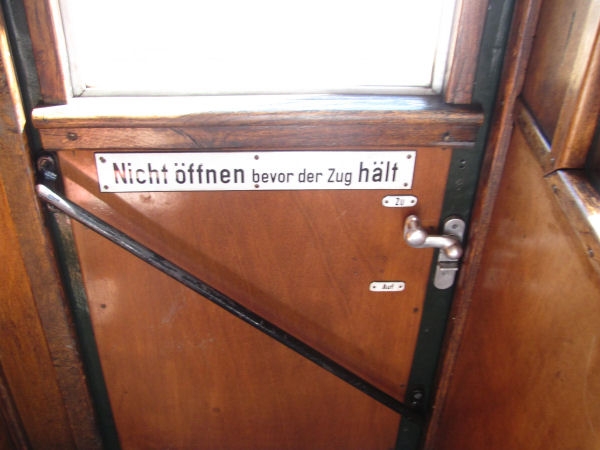 Nicht öffnen bevor der Zug hält
Zu
Auf